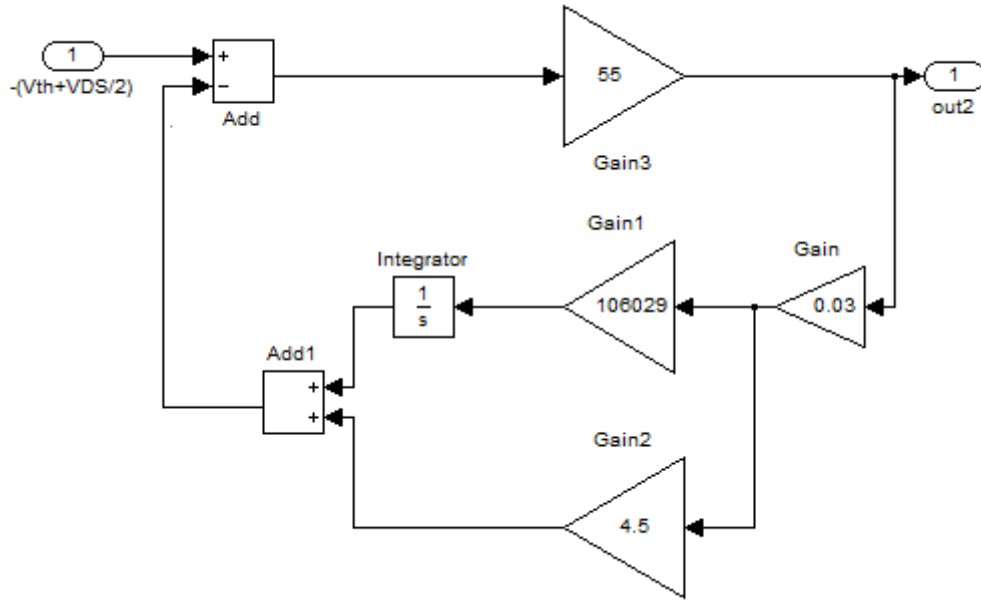 1
-(Vth+VDS/2)
+
−
Add
55
Gain3
1
out2
Gain1
106029
Gain
0.03
Integrator
1
s
Add1
+
+
Gain2
4.5